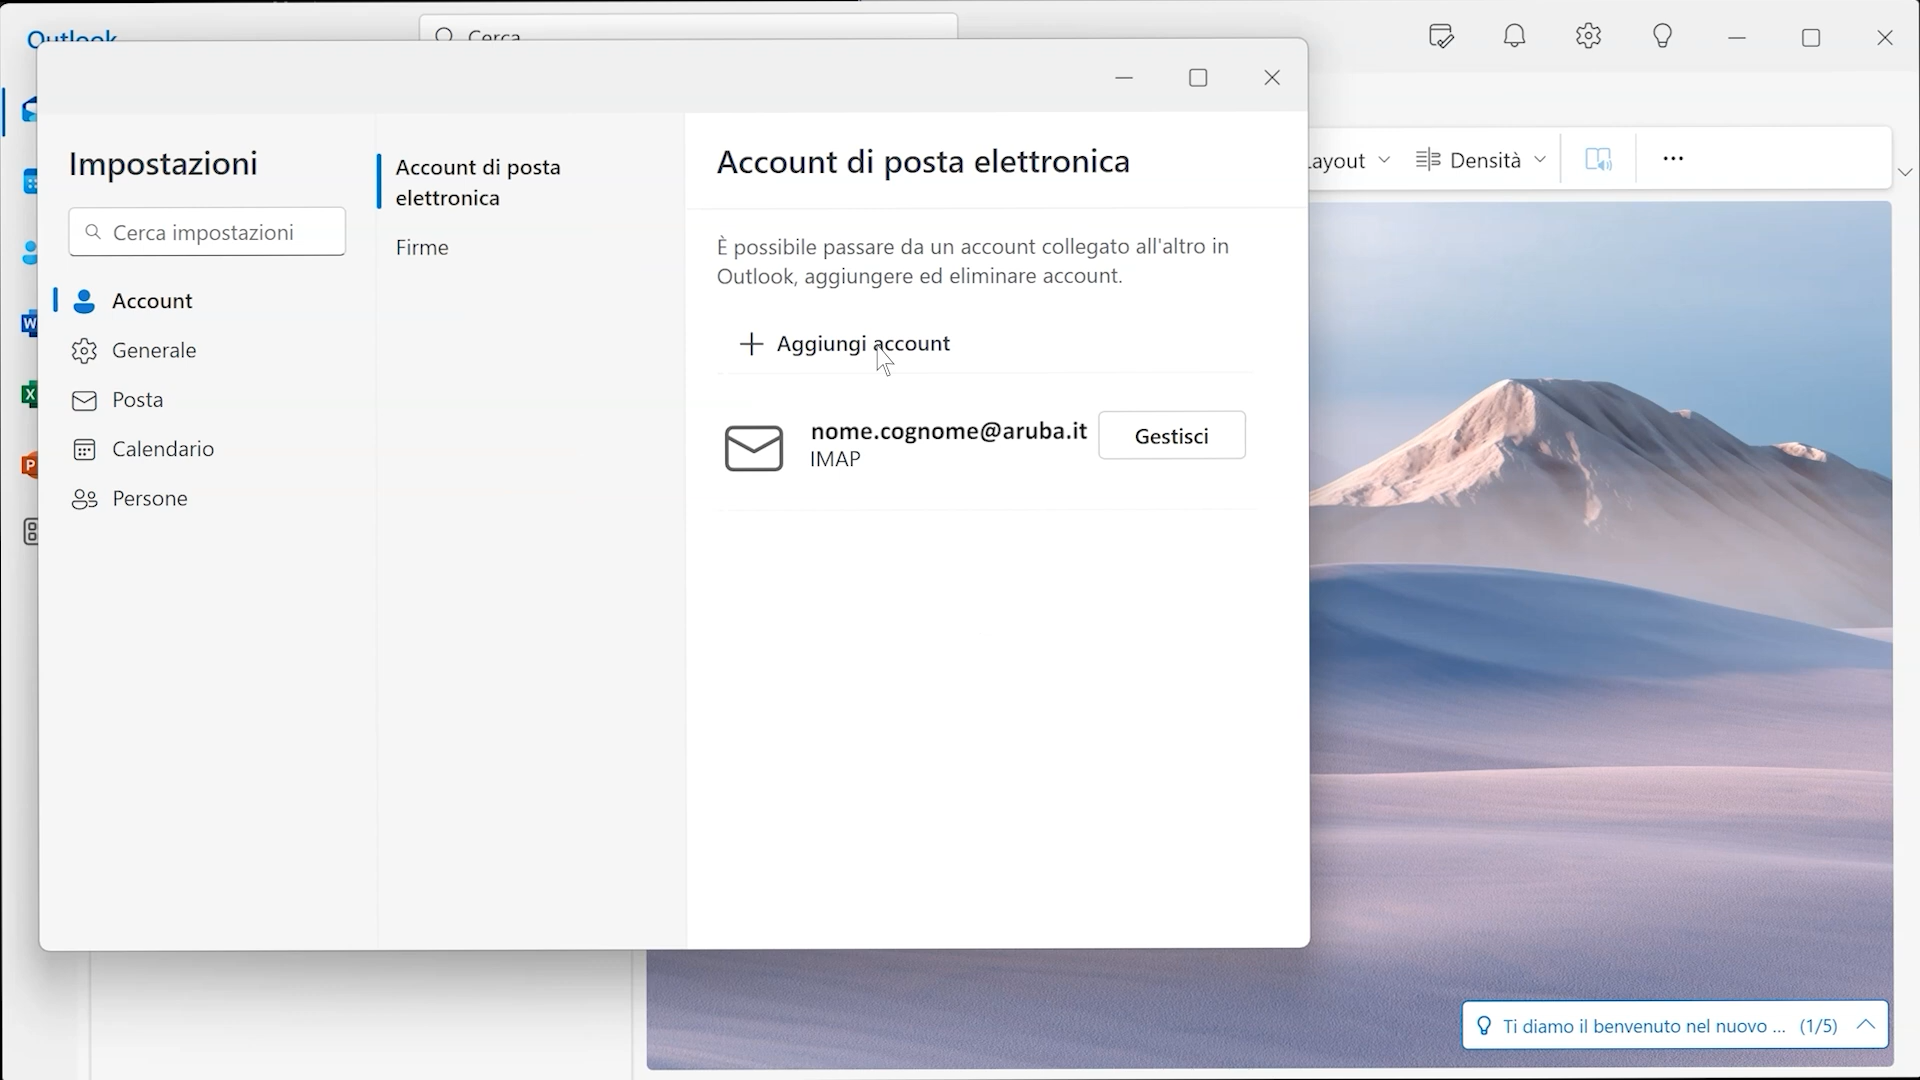 Outlook
Cerca
Layout
Densità
Impostazioni
Cerca impostazioni
Account
Generale
Posta
Calendario
Persone
Account di posta
elettronica
Firme
Account di posta elettronica
È possibile passare da un account collegato all'altro in
Outlook, aggiungere ed eliminare account.
Aggiungi account
nome.cognome@aruba.it
IMAP
Gestisci
Ti diamo il benvenuto nel nuovo ... (1/5)